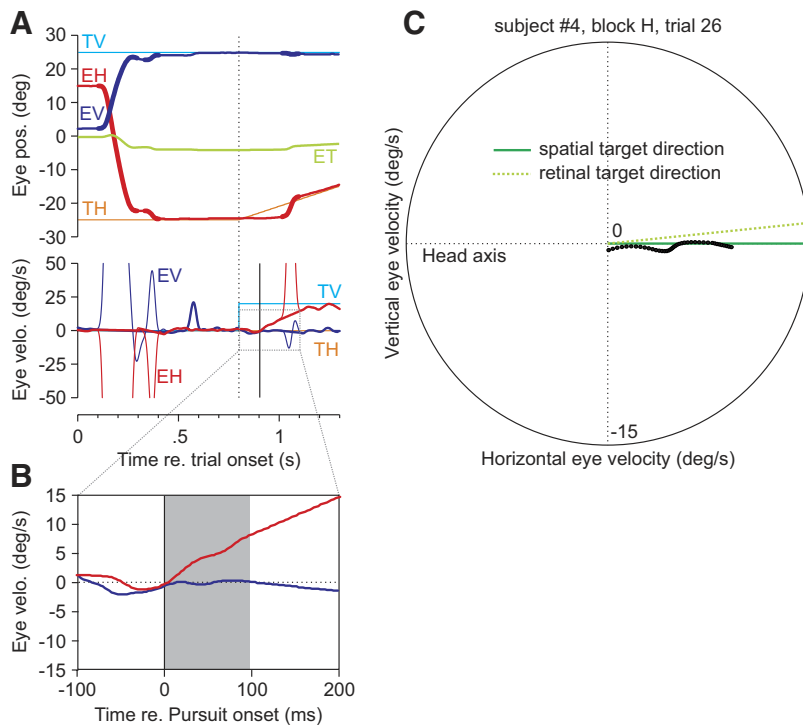 A
TV
EH
EV
ET
TH
30
20
10
0
-10
-20
-30
Eye pos. (deg)
EV
TV
TH
EH
50
25
0
-25
-50
Eye velo. (deg/s)
0 .5 1
Time re. trial onset (s)
B
15
10
5
0
-5
-10
-15
Eye velo. (deg/s)
-100 0 100 200
Time re. Pursuit onset (ms)
C
subject #4, block H, trial 26
spatial target direction
retinal target direction
0
Head axis
-15
Vertical eye velocity (deg/s)
Horizontal eye velocity (deg/s)